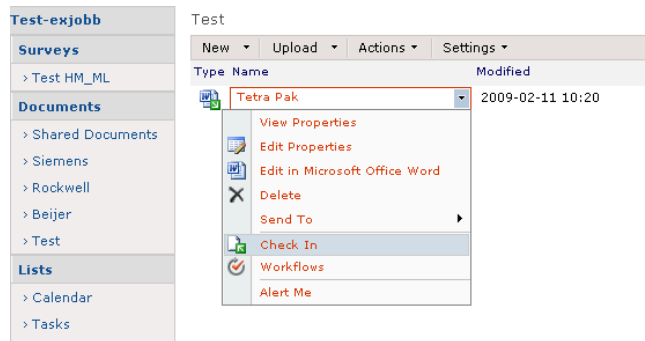 Test-exjobb
Surveys
› Test HM_ML
Documents
› Shared Documents
› Siemens
› Rockwell
› Beijer
› Test
Lists
› Calendar
› Tasks
Test
New Upload Actions Settings
Type Name Modified
Tetra Pak 2009-02-11 10:20
View Properties
Edit Properties
Edit in Microsoft Office Word
Delete
Send To
Check In
Workflows
Alert Me